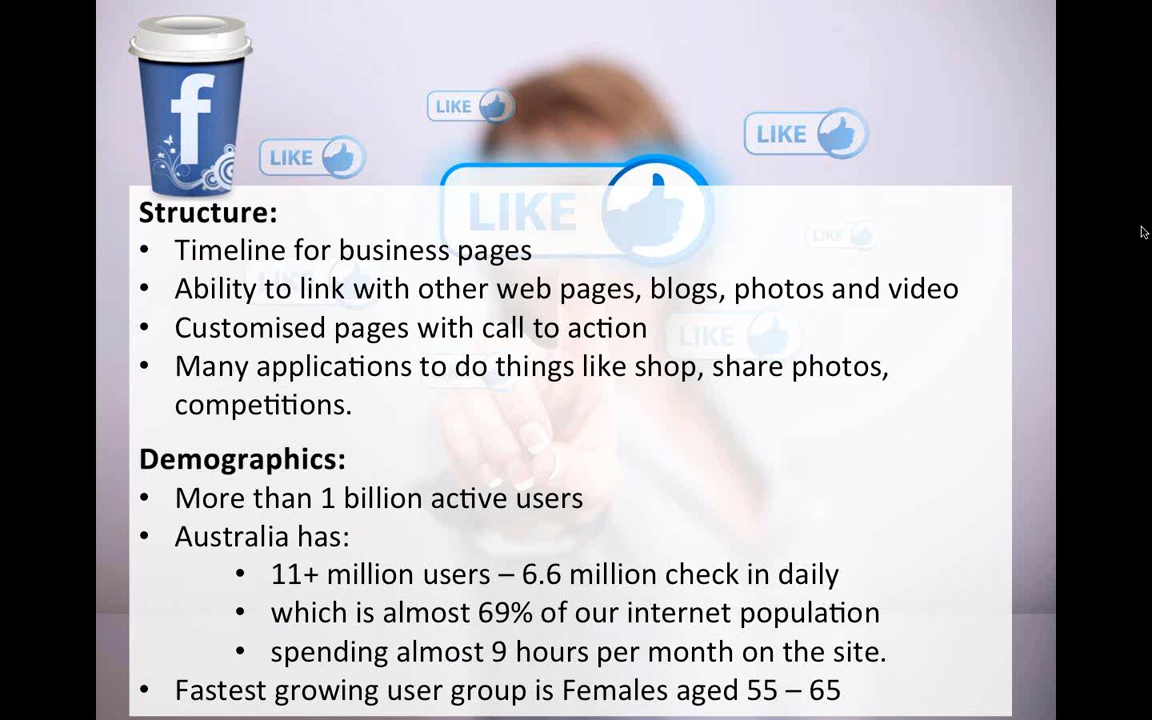 f
LIKE
LIKE
LIKE
LIKE
LIKE
LIKE
Structure:
• Timeline for business pages
• Ability to link with other web pages, blogs, photos and video
• Customised pages with call to action
• Many applications to do things like shop, share photos,
competitions.
Demographics:
• More than 1 billion active users
• Australia has:
• 11+ million users – 6.6 million check in daily
• which is almost 69% of our internet population
• spending almost 9 hours per month on the site.
• Fastest growing user group is Females aged 55 – 65